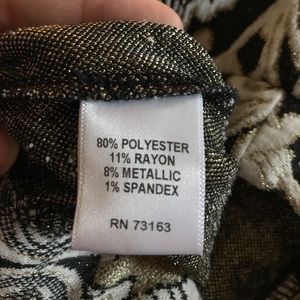 80% POLYESTER
11% RAYON
8% METALLIC
1% SPANDEX
RN 73163